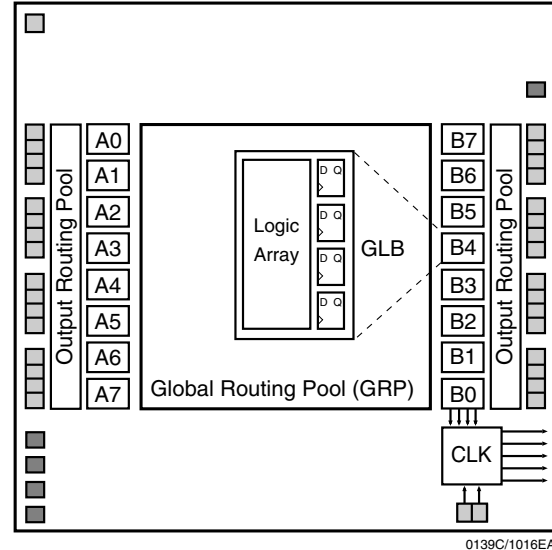 Output Routing Pool
A0
A1
A2
A3
A4
A5
A6
A7
Logic
Array
D Q
D Q
D Q
D Q
GLB
Global Routing Pool (GRP)
B7
B6
B5
B4
B3
B2
B1
B0
Output Routing Pool
CLK
0139C/1016EA